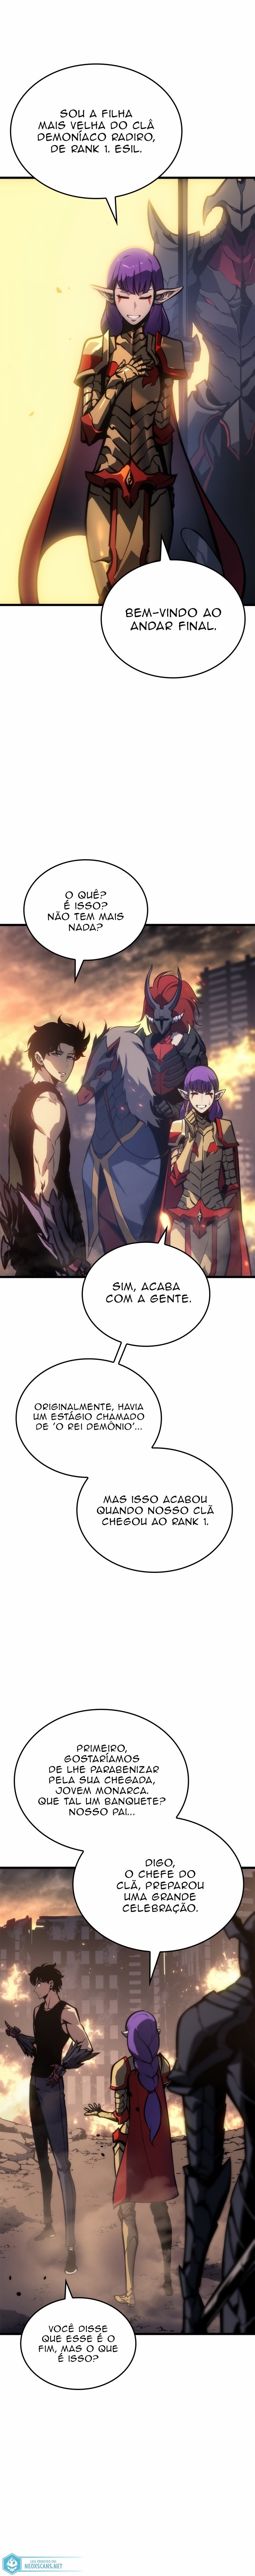 SOU A FILHA
MAIS VELHA DO CLÃ
DEMONÍACO RADIRO,
DE RANK 1. ESIL.
BEM-VINDO AO
ANDAR FINAL.
O QUÊ?
É ISSO?
NÃO TEM MAIS
NADA?
SIM, ACABA
COM A GENTE.
ORIGINALMENTE, HAVIA
UM ESTÁGIO CHAMADO
DE 'O REI DEMÔNIO'...
MAS ISSO ACABOU
QUANDO NOSSO CLÃ
CHEGOU AO RANK 1.
PRIMEIRO,
GOSTARÍAMOS
DE LHE PARABENIZAR
PELA SUA CHEGADA,
JOVEM MONARCA.
QUE TAL UM BANQUETE?
NOSSO PAI...
DIGO,
O CHEFE DO
CLÃ, PREPAROU
UMA GRANDE
CELEBRAÇÃO.
VOCÊ DISSE
QUE ESSE É O
FIM, MAS O QUE
É ISSO?
NEOXSCANS.NET